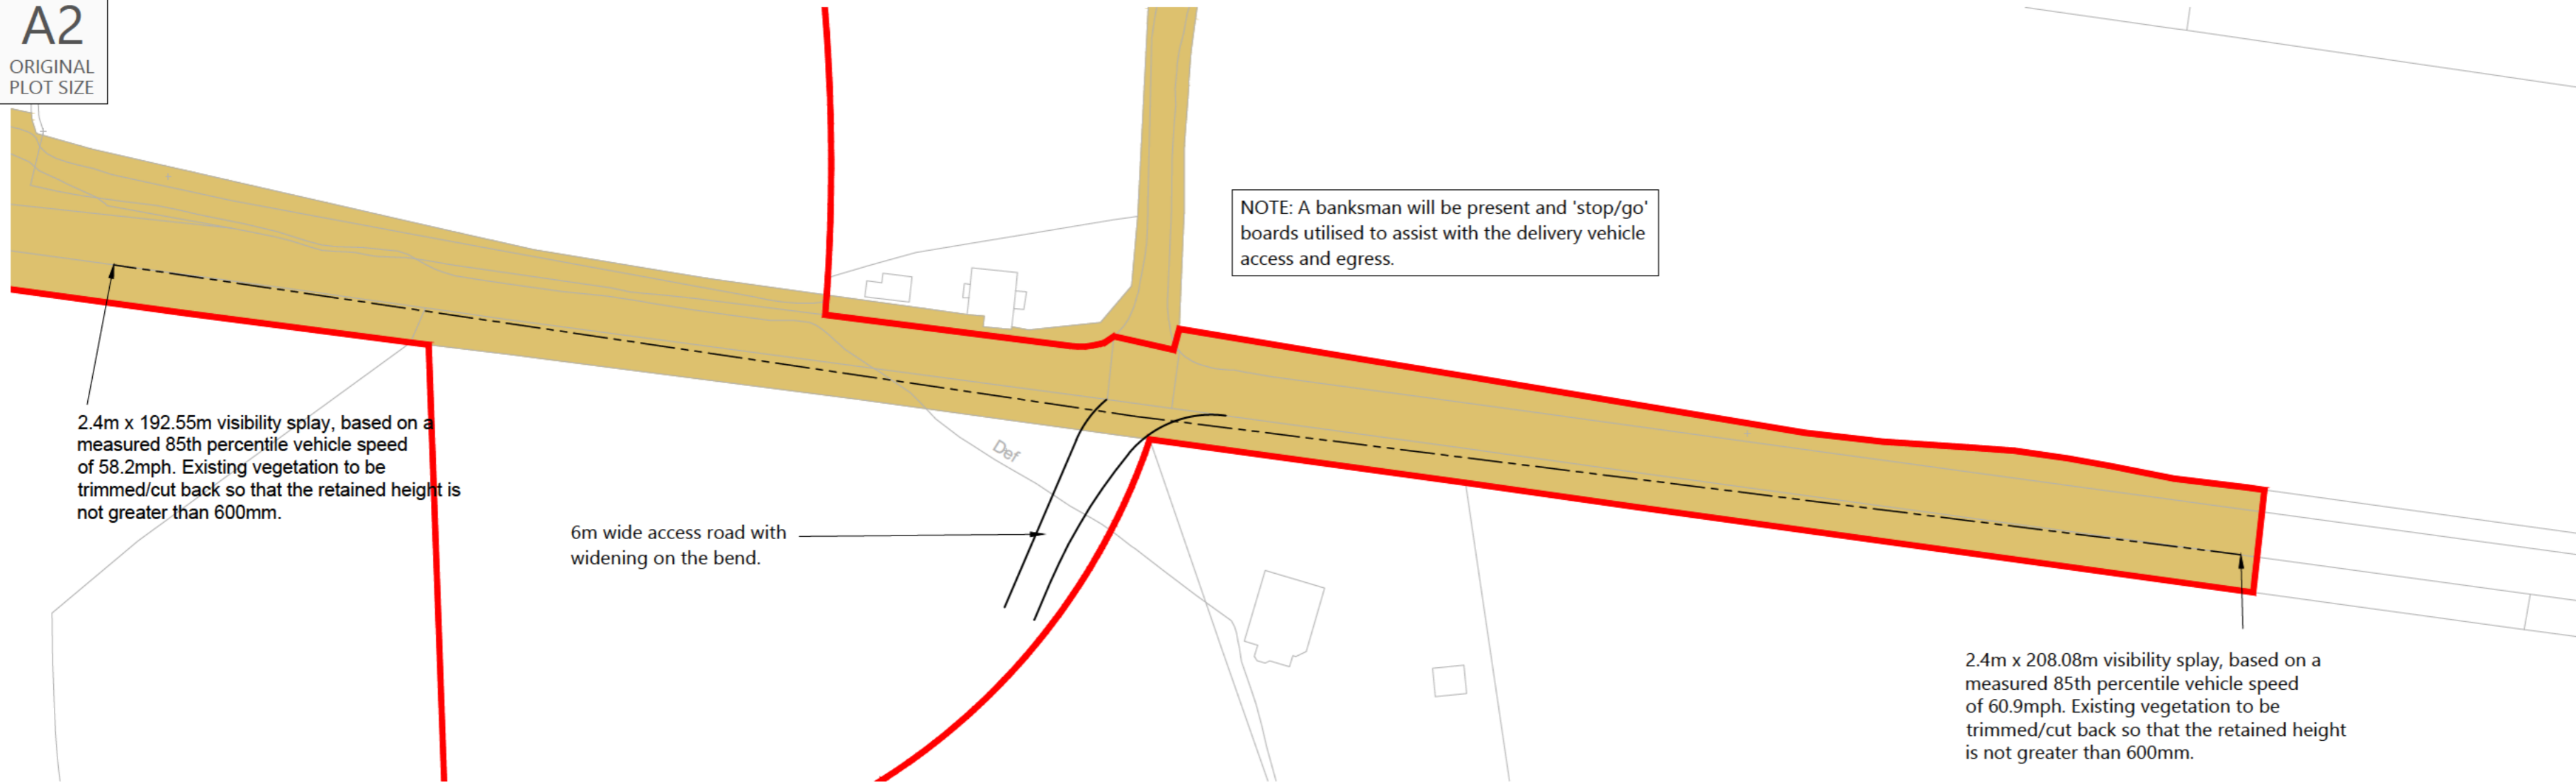 A2
ORIGINAL
PLOT SIZE
NOTE: A banksman will be present and 'stop/go'
boards utilised to assist with the delivery vehicle
access and egress.
2.4m x 192.55m visibility splay, based on a
measured 85th percentile vehicle speed
of 58.2mph. Existing vegetation to be
trimmed/cut back so that the retained height is
not greater than 600mm.
Def
6m wide access road with
widening on the bend.
2.4m x 208.08m visibility splay, based on a
measured 85th percentile vehicle speed
of 60.9mph. Existing vegetation to be
trimmed/cut back so that the retained height
is not greater than 600mm.